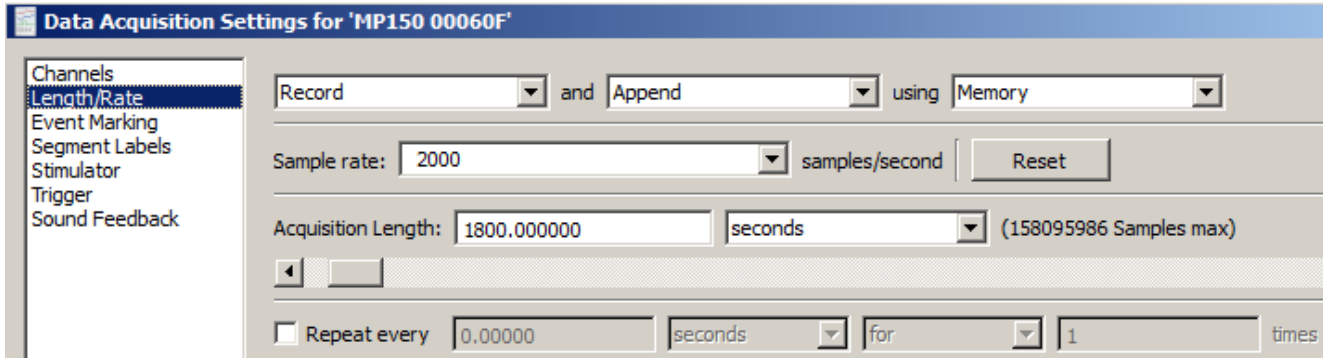 Data Acquisition Settings for 'MP150 00060F'
Channels
Length/Rate
Event Marking
Segment Labels
Stimulator
Trigger
Sound Feedback
Record and Append using Memory
Sample rate: 2000 samples/second Reset
Acquisition Length: 1800.000000 seconds (158095986 Samples max)
Repeat every 0.00000 seconds for 1 times